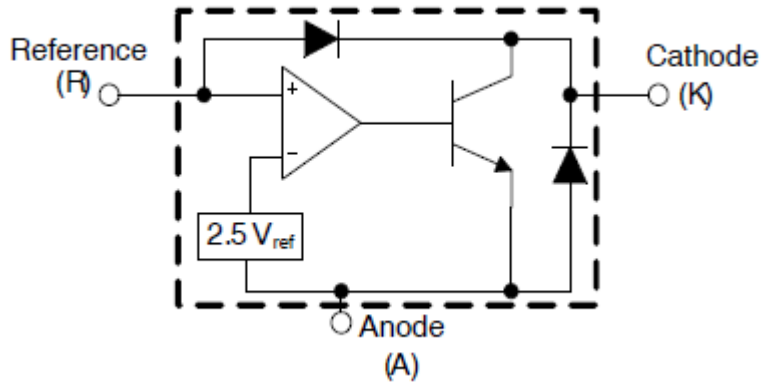 Reference
(R)
Cathode
(K)
+
−
2.5 Vref
Anode
(A)